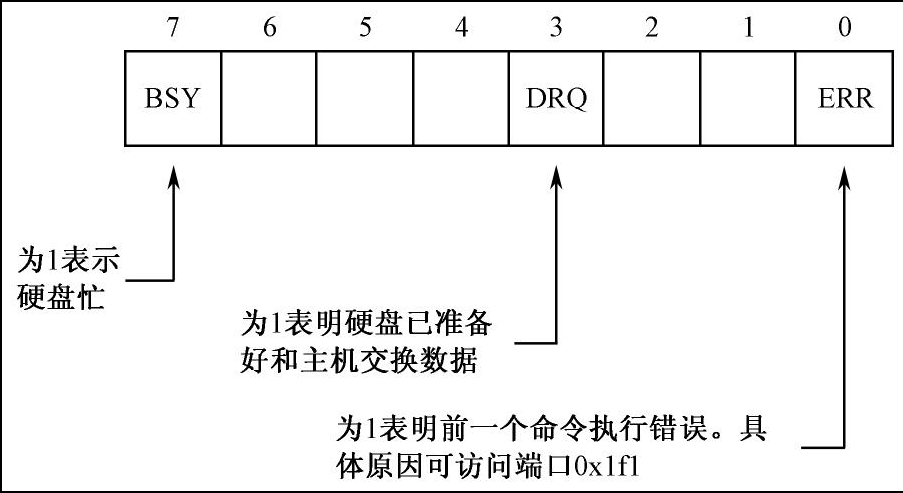 7 6 5 4 3 2 1 0
BSY DRQ ERR
为1表示
硬盘忙
为1表明硬盘已准备
好和主机交换数据
为1表明前一个命令执行错误。具
体原因可访问端口0x1f1